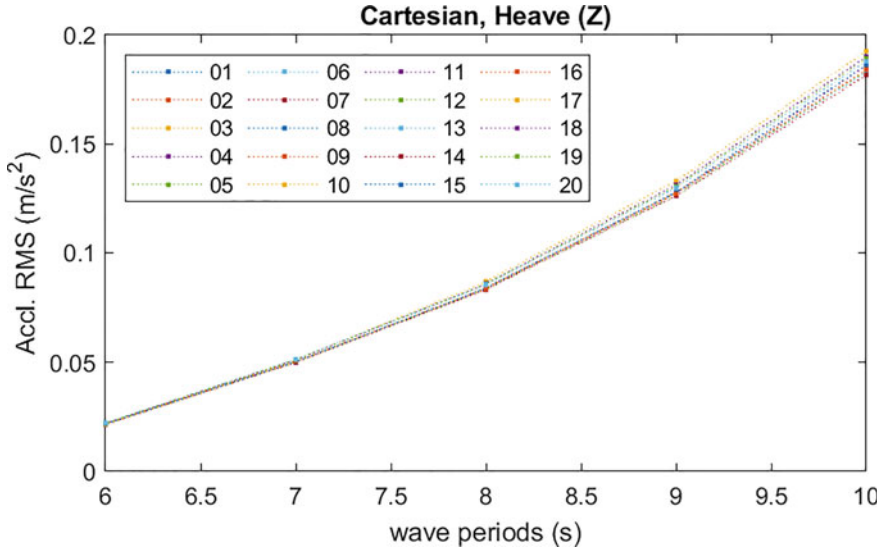 Cartesian, Heave (Z)
0.2
0.15
0.1
0.05
0
Accl. RMS (m/s²)
01 06 11 16
02 07 12 17
03 08 13 18
04 09 14 19
05 10 15 20
6 6.5 7 7.5 8 8.5 9 9.5 10
wave periods (s)